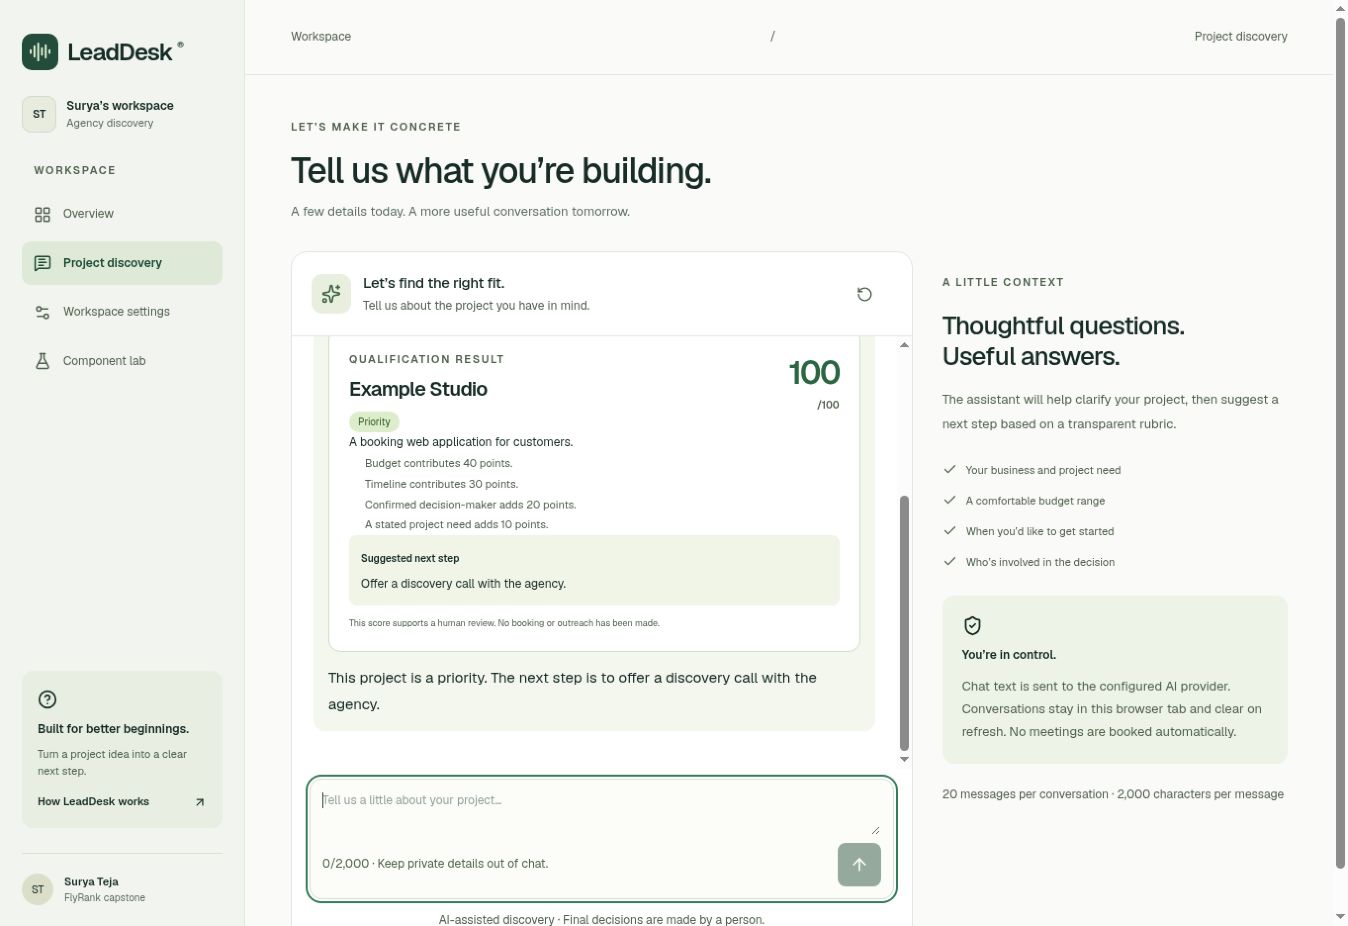 LeadDesk ®
ST
Surya's workspace
Agency discovery
WORKSPACE
Overview
Project discovery
Workspace settings
Component lab
Built for better beginnings.
Turn a project idea into a clear
next step.
How LeadDesk works
ST
Surya Teja
FlyRank capstone
Workspace / Project discovery
LET'S MAKE IT CONCRETE
Tell us what you're building.
A few details today. A more useful conversation tomorrow.
Let's find the right fit.
Tell us about the project you have in mind.
QUALIFICATION RESULT
Example Studio
100
/100
Priority
A booking web application for customers.
Budget contributes 40 points.
Timeline contributes 30 points.
Confirmed decision-maker adds 20 points.
A stated project need adds 10 points.
Suggested next step
Offer a discovery call with the agency.
This score supports a human review. No booking or outreach has been made.
This project is a priority. The next step is to offer a discovery call with the
agency.
Tell us a little about your project...
0/2,000 · Keep private details out of chat.
AI-assisted discovery · Final decisions are made by a person.
A LITTLE CONTEXT
Thoughtful questions.
Useful answers.
The assistant will help clarify your project, then suggest a
next step based on a transparent rubric.
Your business and project need
A comfortable budget range
When you'd like to get started
Who's involved in the decision
You're in control.
Chat text is sent to the configured AI provider.
Conversations stay in this browser tab and clear on
refresh. No meetings are booked automatically.
20 messages per conversation · 2,000 characters per message